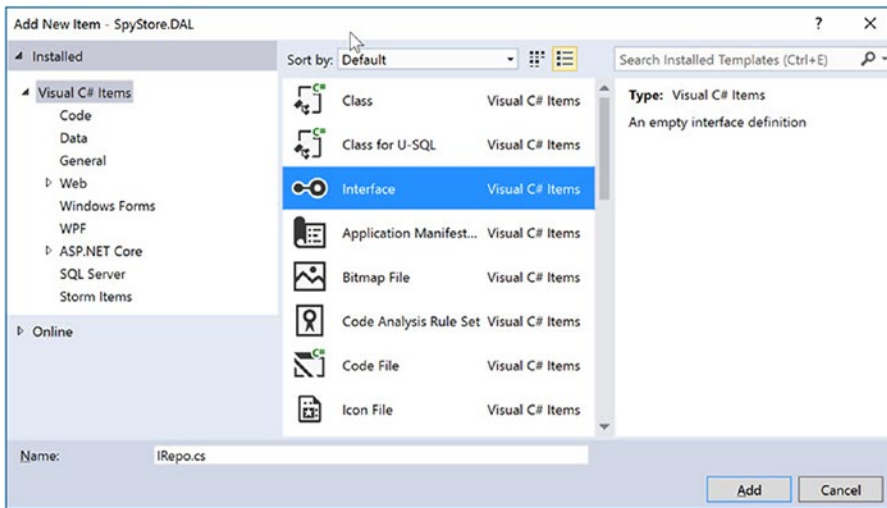 Add New Item - SpyStore.DAL
? X
Installed
Sort by: Default
Search Installed Templates (Ctrl+E)
Visual C# Items
Code
Data
General
Web
Windows Forms
WPF
ASP.NET Core
SQL Server
Storm Items
Online
C# Class Visual C# Items
C# Class for U-SQL Visual C# Items
Interface Visual C# Items
Application Manifest... Visual C# Items
Bitmap File Visual C# Items
Code Analysis Rule Set Visual C# Items
C# Code File Visual C# Items
Icon File Visual C# Items
Type: Visual C# Items
An empty interface definition
Name: IRepo.cs
Add Cancel